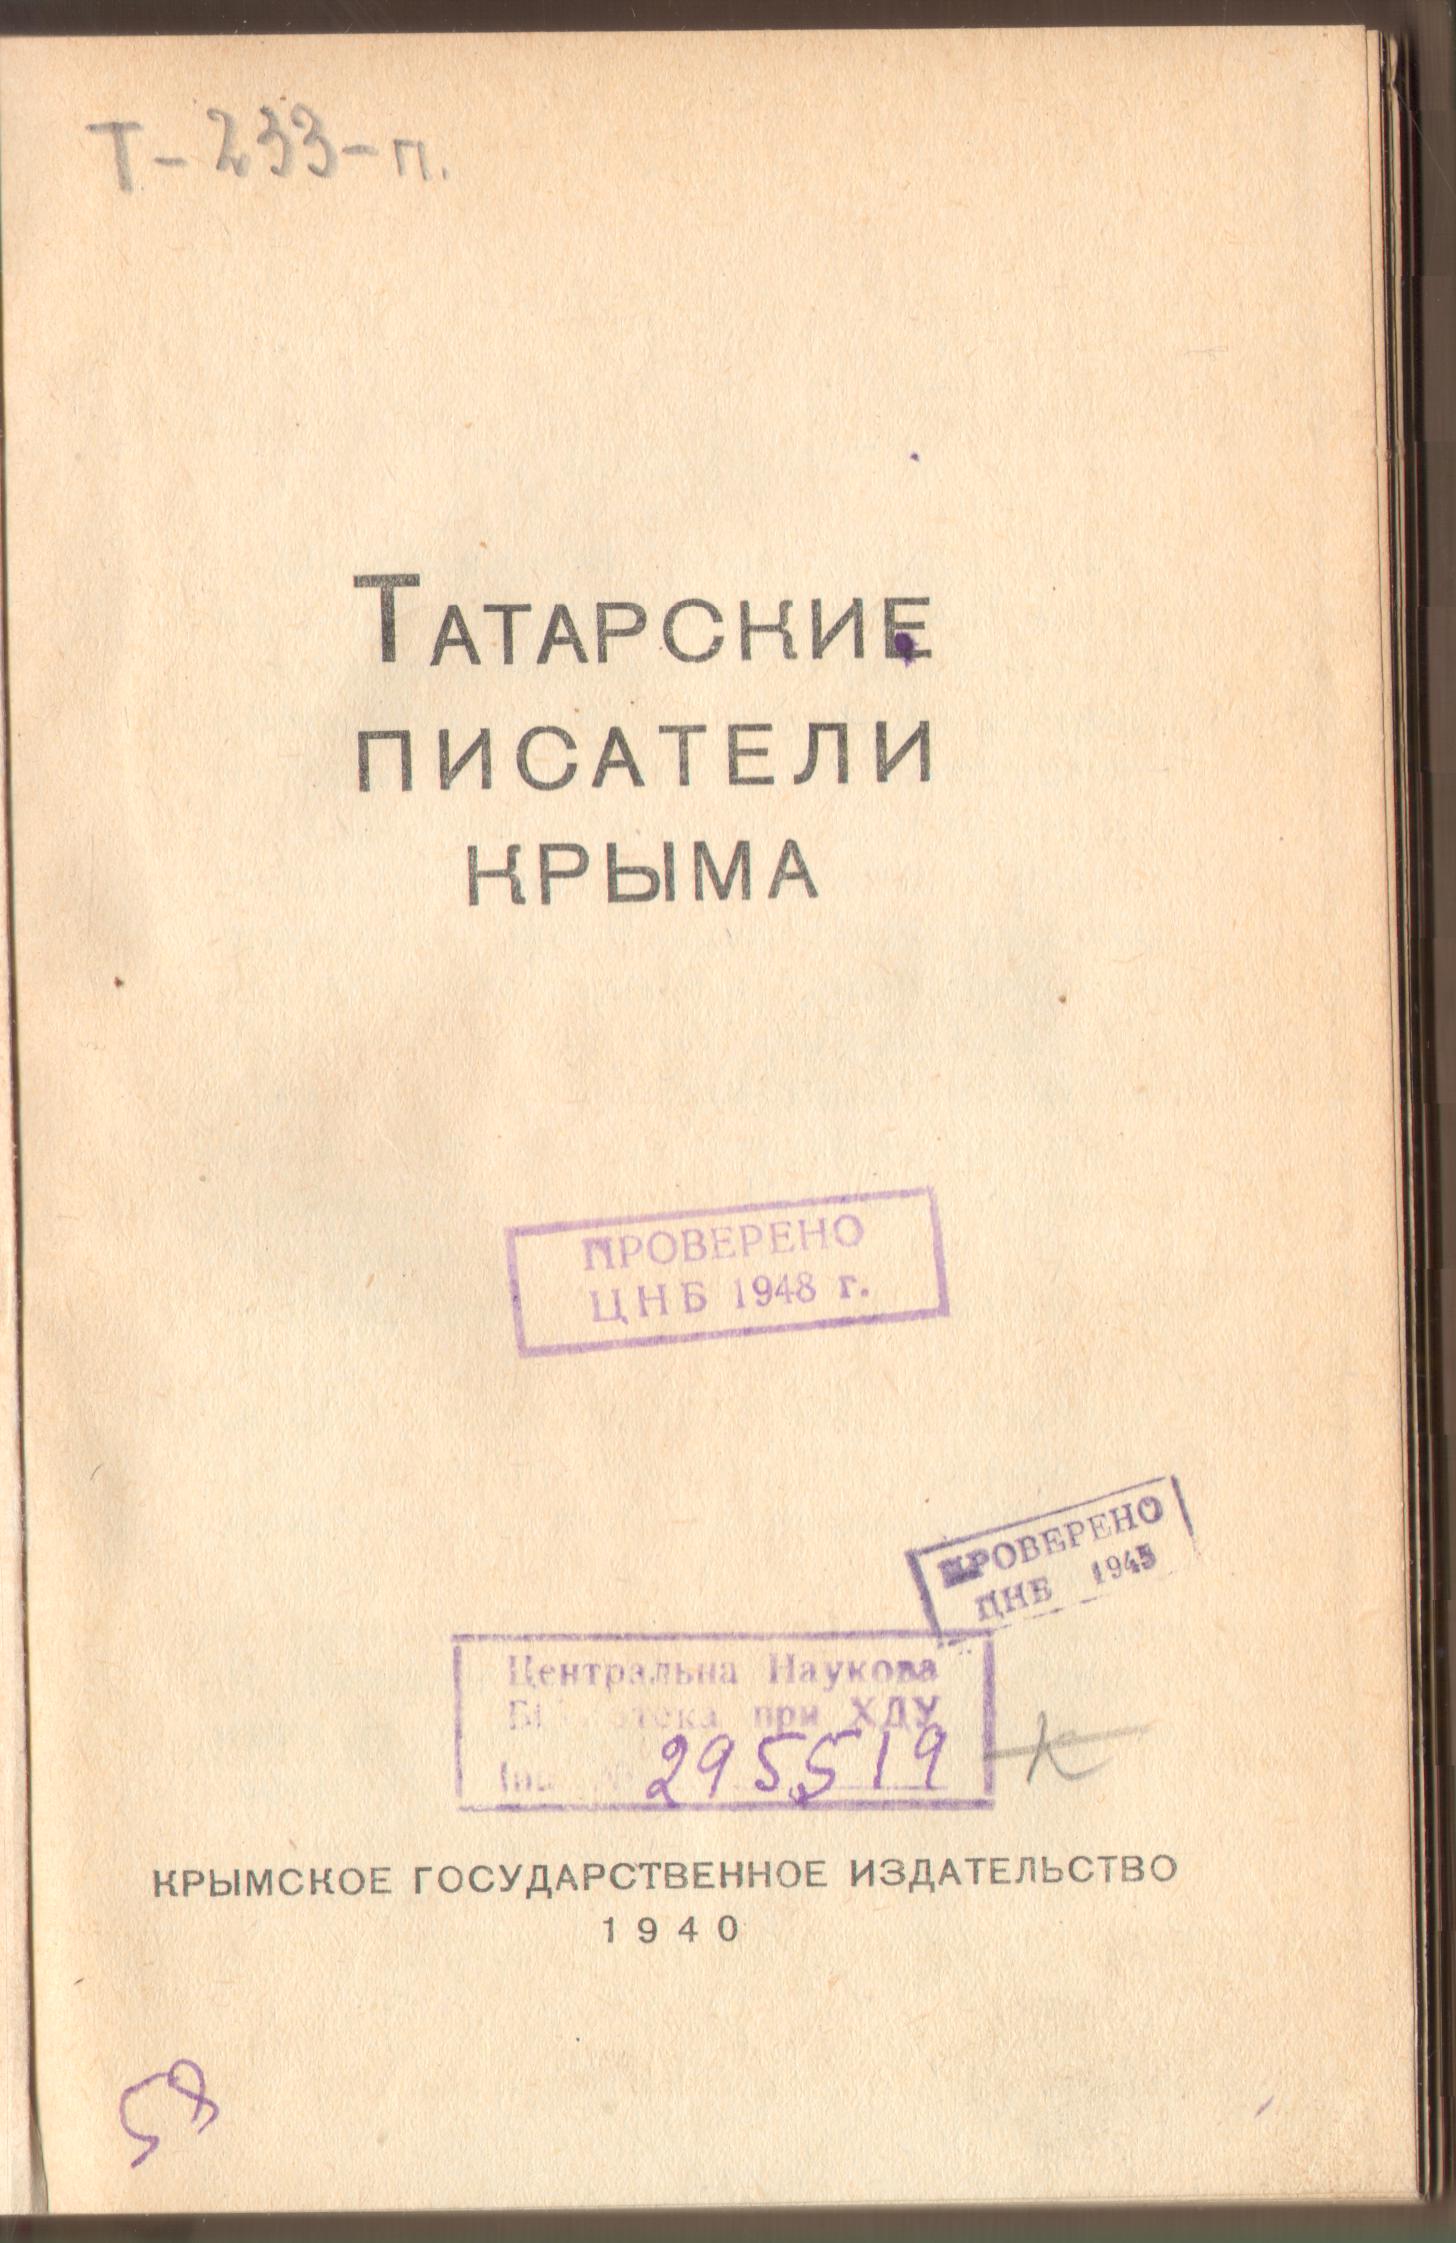 Т-233-п.
Татарские
писатели
крыма
ПРОВЕРЕНО
ЦНБ 1948 г.
ПРОВЕРЕНО
ЦНБ 1945
Центральна Наукова
Бібліотека при ХДУ
295519
КРЫМСКОЕ ГОСУДАРСТВЕННОЕ ИЗДАТЕЛЬСТВО
1940